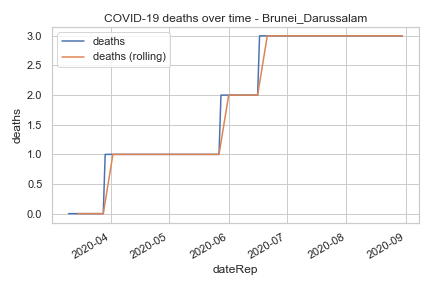 COVID-19 deaths over time - Brunei_Darussalam
deaths
deaths (rolling)
3.0
2.5
2.0
1.5
1.0
0.5
0.0
deaths
2020-04
2020-05
2020-06
2020-07
2020-08
2020-09
dateRep